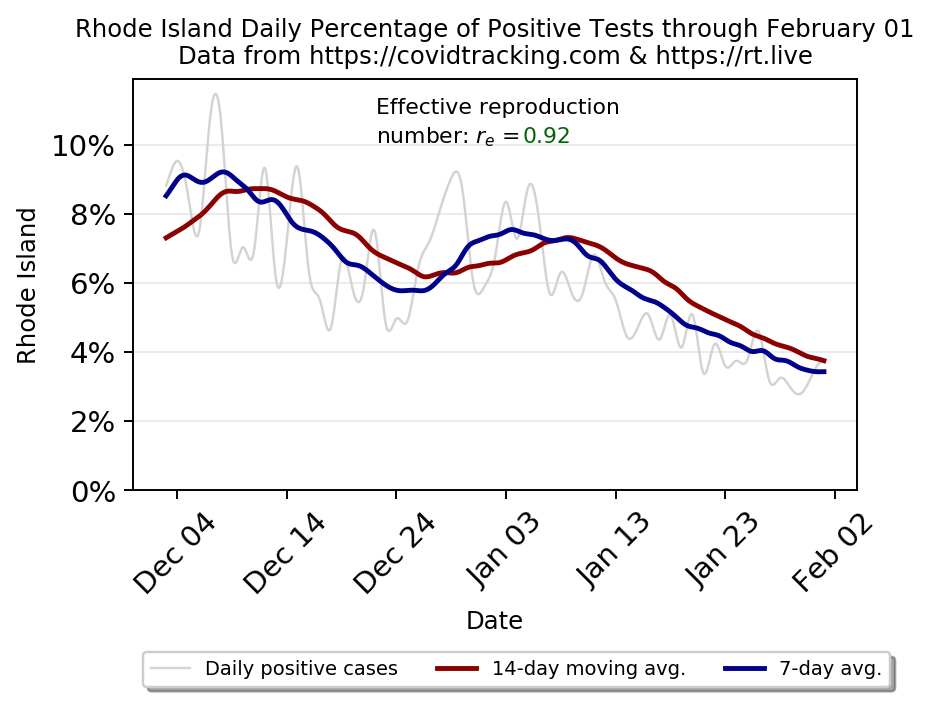 Rhode Island Daily Percentage of Positive Tests through February 01
Data from https://covidtracking.com & https://rt.live
Effective reproduction
number: rₑ =0.92
10%
8%
6%
4%
2%
0%
Rhode Island
Dec 04
Dec 14
Dec 24
Jan 03
Jan 13
Jan 23
Feb 02
Date
Daily positive cases
14-day moving avg.
7-day avg.